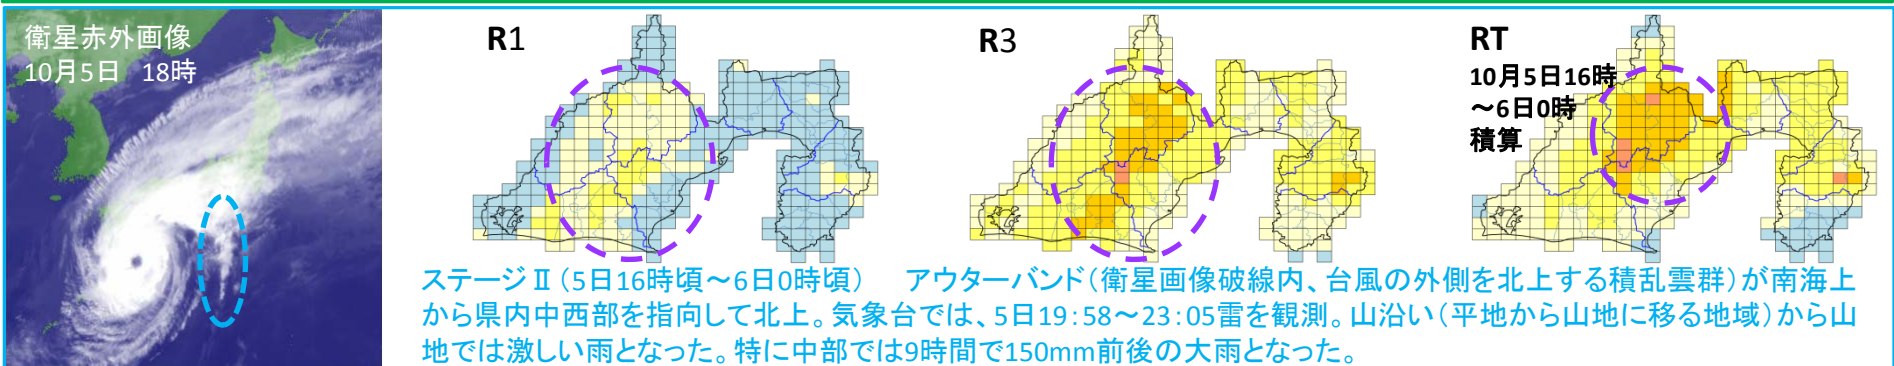 衛星赤外画像
10月5日 18時
R1
R3
RT
10月5日16時
～6日0時
積算
ステージⅡ（5日16時頃～6日0時頃） アウターバンド（衛星画像破線内、台風の外側を北上する積乱雲群）が南海上
から県内中西部を指向して北上。気象台では、5日19：58～23：05雷を観測。山沿い（平地から山地に移る地域）から山
地では激しい雨となった。特に中部では9時間で150mm前後の大雨となった。